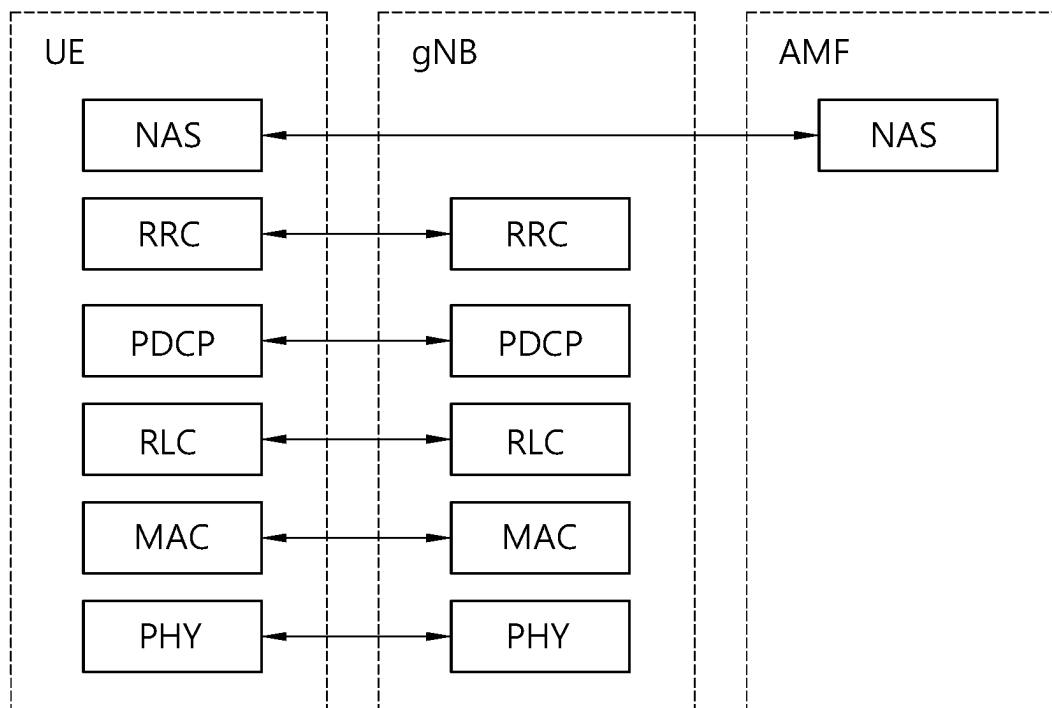 UE gNB AMF
NAS NAS
RRC RRC
PDCP PDCP
RLC RLC
MAC MAC
PHY PHY